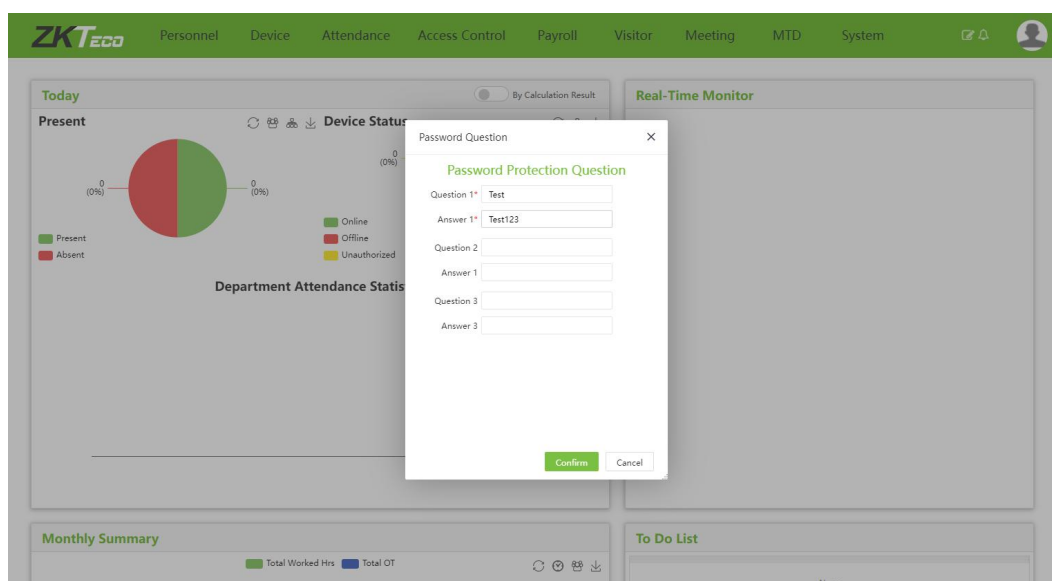 ZKTECO Personnel Device Attendance Access Control Payroll Visitor Meeting MTD System
Today
By Calculation Result
Present
Device Status
0
(0%)
0
(0%)
Present
Absent
0
(0%)
Online
Offline
Unauthorized
Department Attendance Statis
Real-Time Monitor
Password Question
Password Protection Question
Question 1* Test
Answer 1* Test123
Question 2
Answer 1
Question 3
Answer 3
Confirm Cancel
Monthly Summary
Total Worked Hrs Total OT
To Do List